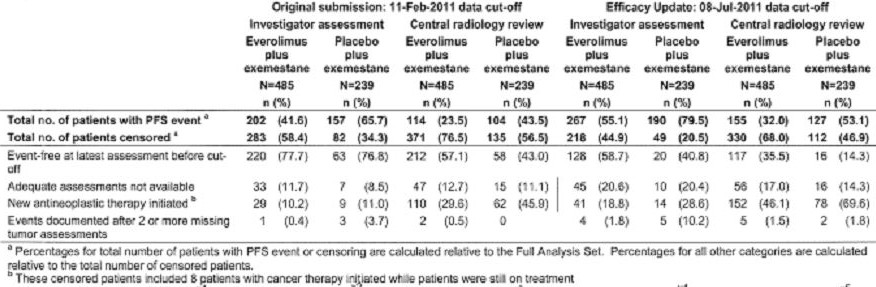 Original submission: 11-Feb-2011 data cut-off Efficacy Update: 08-Jul-2011 data cut-off
Investigator assessment Central radiology review Investigator assessment Central radiology review
Everolimus Placebo Everolimus Placebo Everolimus Placebo Everolimus Placebo
plus plus plus plus plus plus plus plus
exemestane exemestane exemestane exemestane exemestane exemestane exemestane exemestane
N=485 N=239 N=485 N=239 N=485 N=239 N=485 N=239
n (%) n (%) n (%) n (%) n (%) n (%) n (%) n (%)
Total no. of patients with PFS event a 202 (41.6) 157 (65.7) 114 (23.5) 104 (43.5) 267 (55.1) 190 (79.5) 155 (32.0) 127 (53.1)
Total no. of patients censored a 283 (58.4) 82 (34.3) 371 (76.5) 135 (56.5) 218 (44.9) 49 (20.5) 330 (68.0) 112 (46.9)
Event-free at latest assessment before cut- 220 (77.7) 63 (76.8) 212 (57.1) 58 (43.0) 128 (58.7) 20 (40.8) 117 (35.5) 16 (14.3)
off
Adequate assessments not available 33 (11.7) 7 (8.5) 47 (12.7) 15 (11.1) 45 (20.6) 10 (20.4) 56 (17.0) 16 (14.3)
New antineoplastic therapy initiated b 29 (10.2) 9 (11.0) 110 (29.6) 62 (45.9) 41 (18.8) 14 (28.6) 152 (46.1) 78 (69.6)
Events documented after 2 or more missing 1 (0.4) 3 (3.7) 2 (0.5) 0 4 (1.8) 5 (10.2) 5 (1.5) 2 (1.8)
tumor assessments
a Percentages for total number of patients with PFS event or censoring are calculated relative to the Full Analysis Set. Percentages for all other categories are calculated
relative to the total number of censored patients.
b These censored patients included 8 patients with cancer therapy initiated while patients were still on treatment